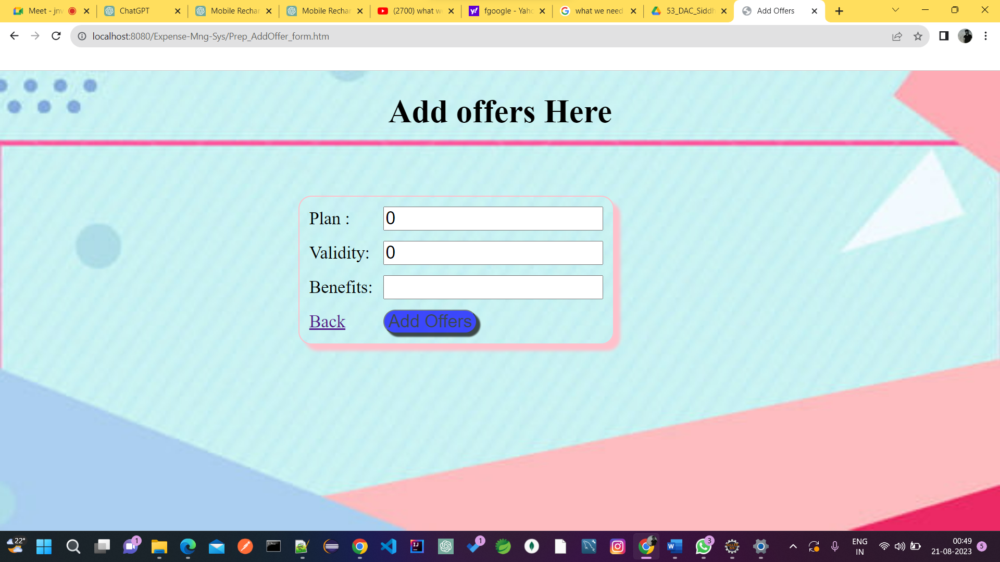 Meet - jnv
ChatGPT
Mobile Rechar
Mobile Rechar
(2700) what w
fgoogle - Yaho
what we need
53_DAC_Siddh
Add Offers
localhost:8080/Expense-Mng-Sys/Prep_AddOffer_form.htm
Add offers Here
Plan : 0
Validity: 0
Benefits:
Back Add Offers
22°
1
1
3
ENG
IN
00:49
21-08-2023
5